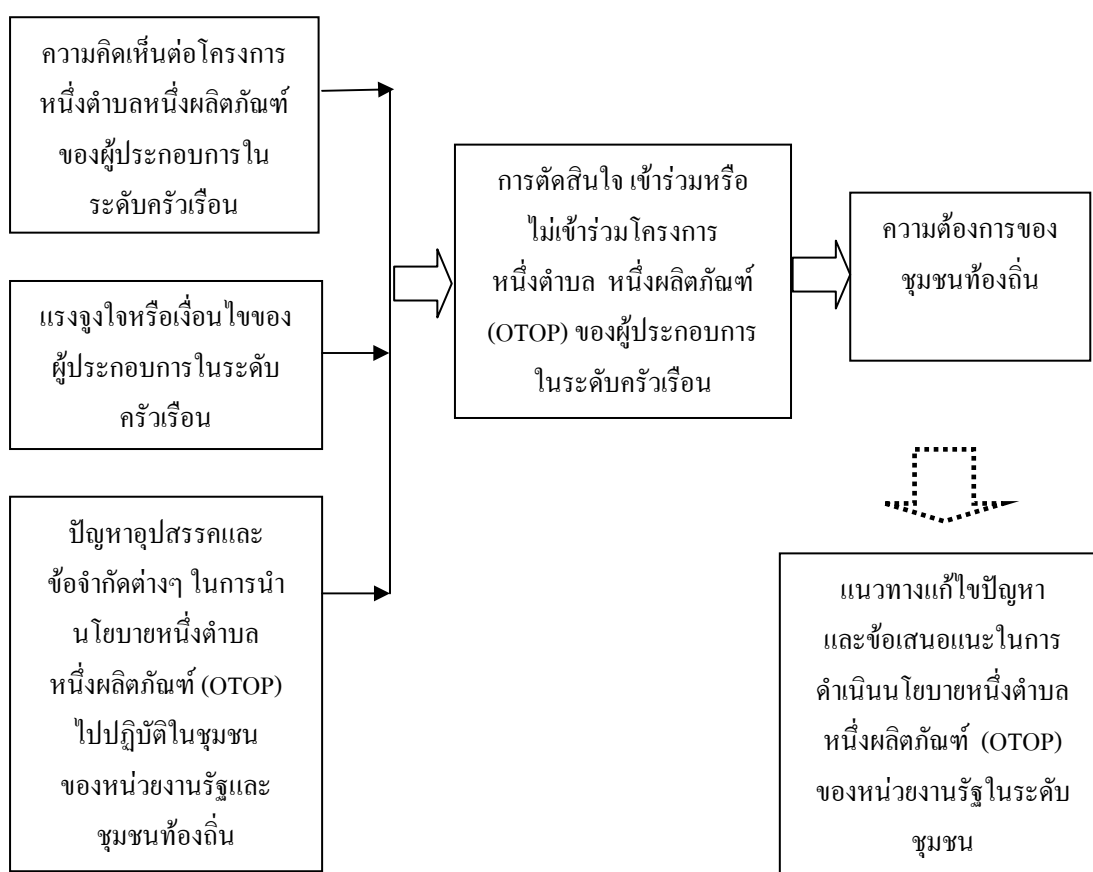 ความคิดเห็นต่อโครงการ
หนึ่งตำบลหนึ่งผลิตภัณฑ์
ของผู้ประกอบการใน
ระดับครัวเรือน
แรงจูงใจหรือเงื่อนไขของ
ผู้ประกอบการในระดับ
ครัวเรือน
ปัญหาอุปสรรคและ
ข้อจำกัดต่างๆ ในการนำ
นโยบายหนึ่งตำบล
หนึ่งผลิตภัณฑ์ (OTOP)
ไปปฏิบัติในชุมชน
ของหน่วยงานรัฐและ
ชุมชนท้องถิ่น
การตัดสินใจ เข้าร่วมหรือ
ไม่เข้าร่วมโครงการ
หนึ่งตำบล หนึ่งผลิตภัณฑ์
(OTOP) ของผู้ประกอบการ
ในระดับครัวเรือน
ความต้องการของ
ชุมชนท้องถิ่น
แนวทางแก้ไขปัญหา
และข้อเสนอแนะในการ
ดำเนินนโยบายหนึ่งตำบล
หนึ่งผลิตภัณฑ์ (OTOP)
ของหน่วยงานรัฐในระดับ
ชุมชน